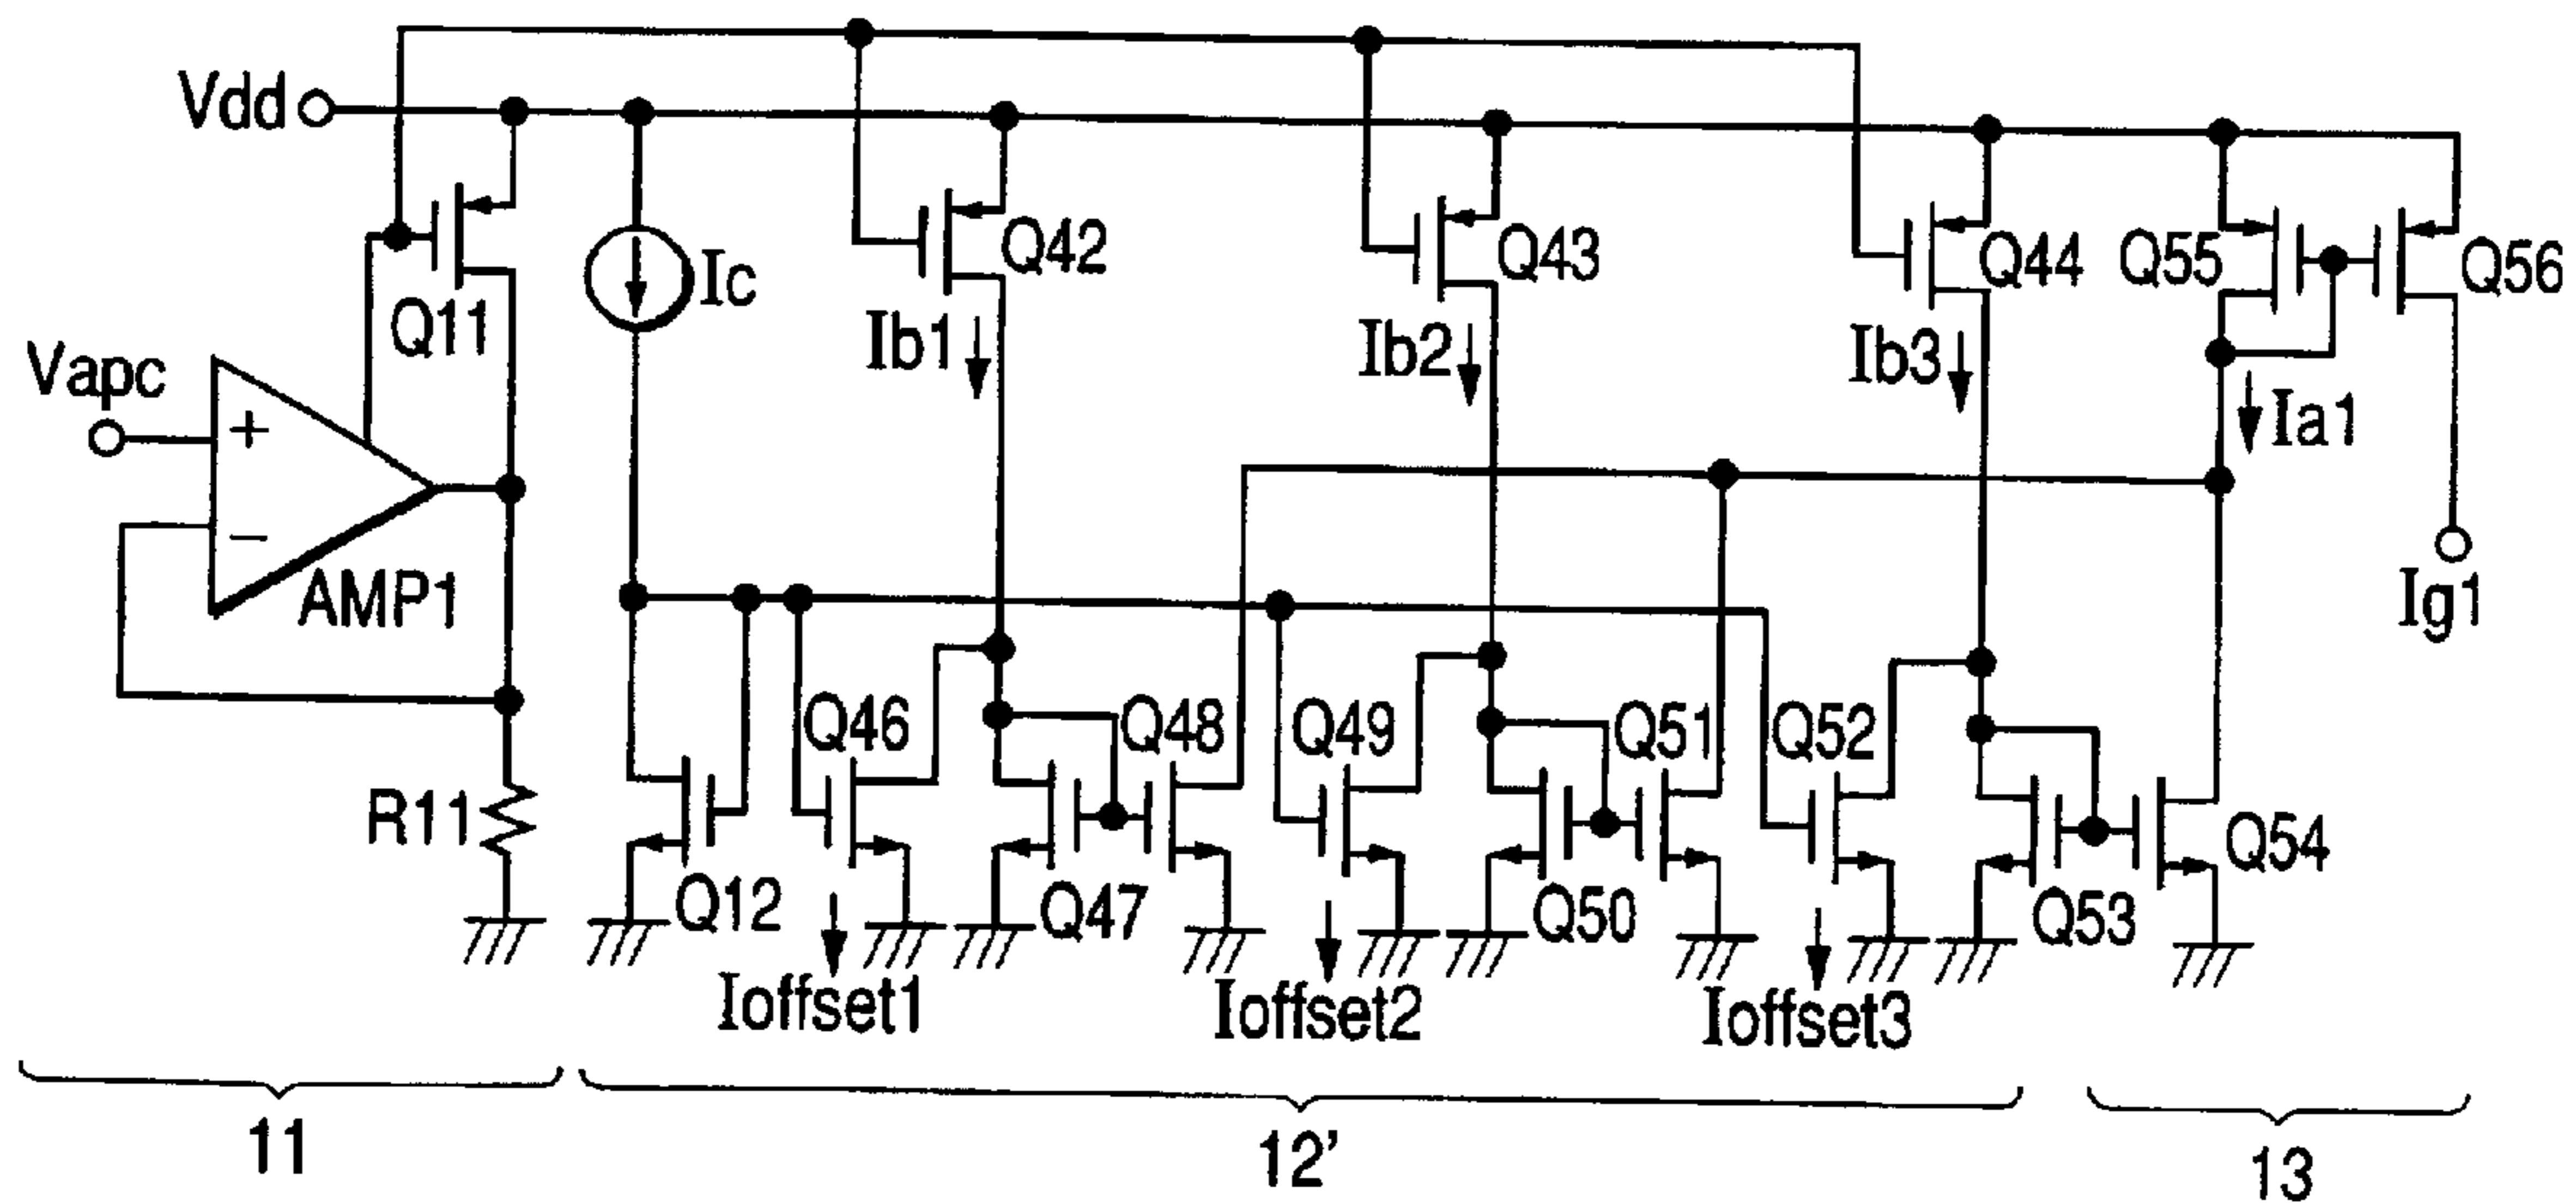 Vdd
Q11
Ic
Q42
Q43
Q44
Q55
Q56
Ib1
Ib2
Ib3
Ia1
Vapc
+
−
AMP1
Ig1
R11
Q12
Q46
Q47
Q48
Q49
Q50
Q51
Q52
Q53
Q54
Ioffset1
Ioffset2
Ioffset3
11
12’
13